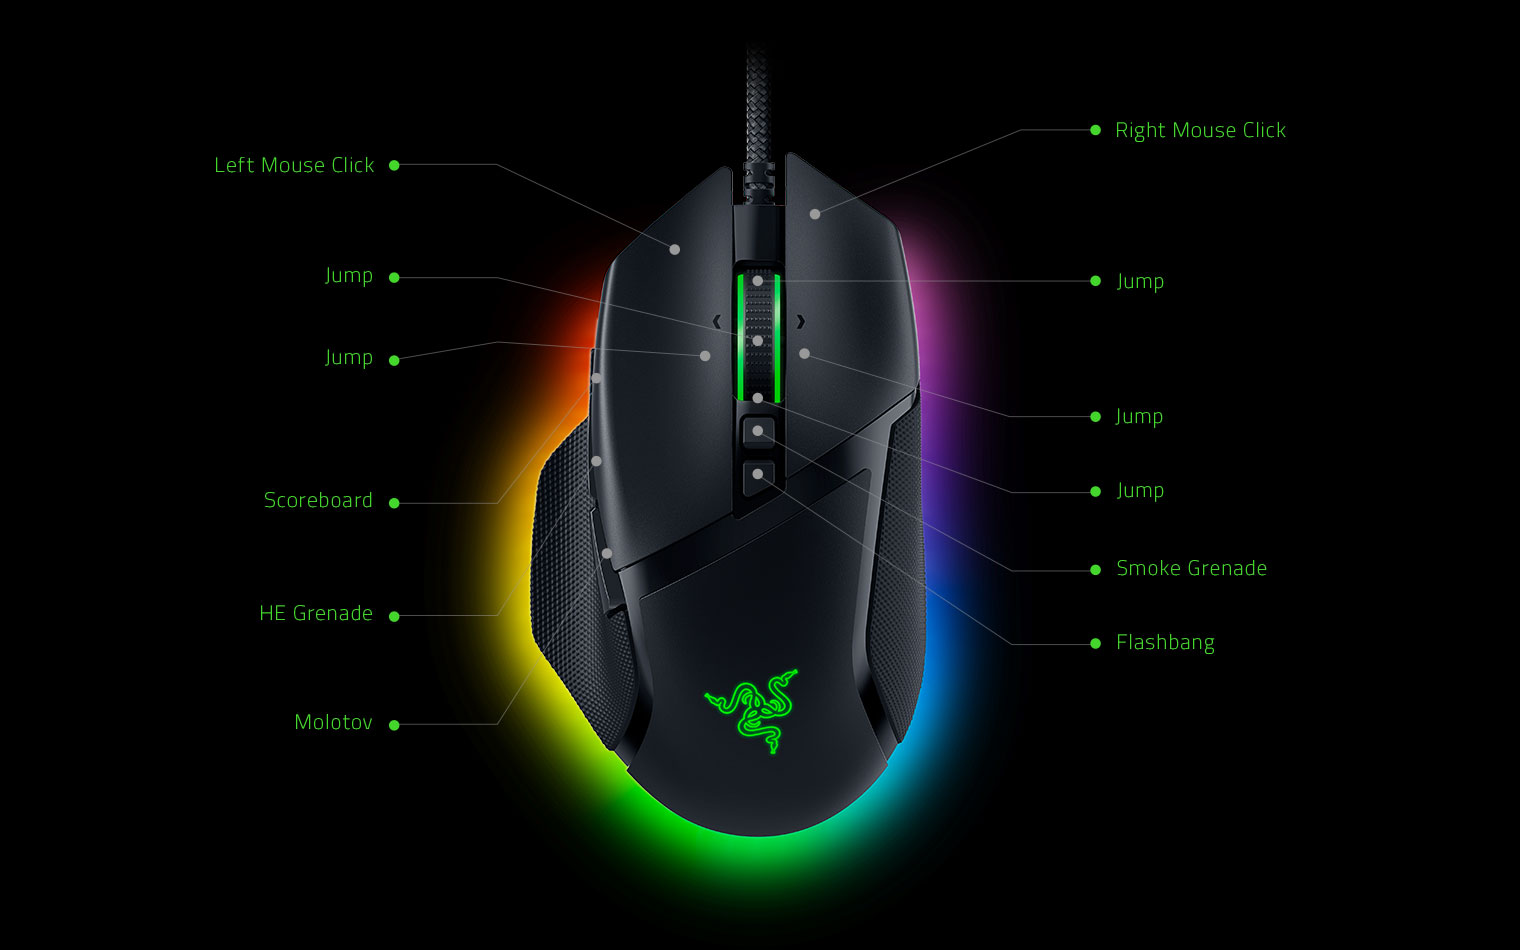 Left Mouse Click
Jump
Jump
Scoreboard
HE Grenade
Molotov
Right Mouse Click
Jump
Jump
Jump
Smoke Grenade
Flashbang